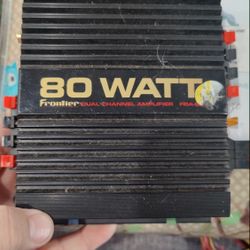 80 WATT
Frontier DUAL CHANNEL AMPLIFIER